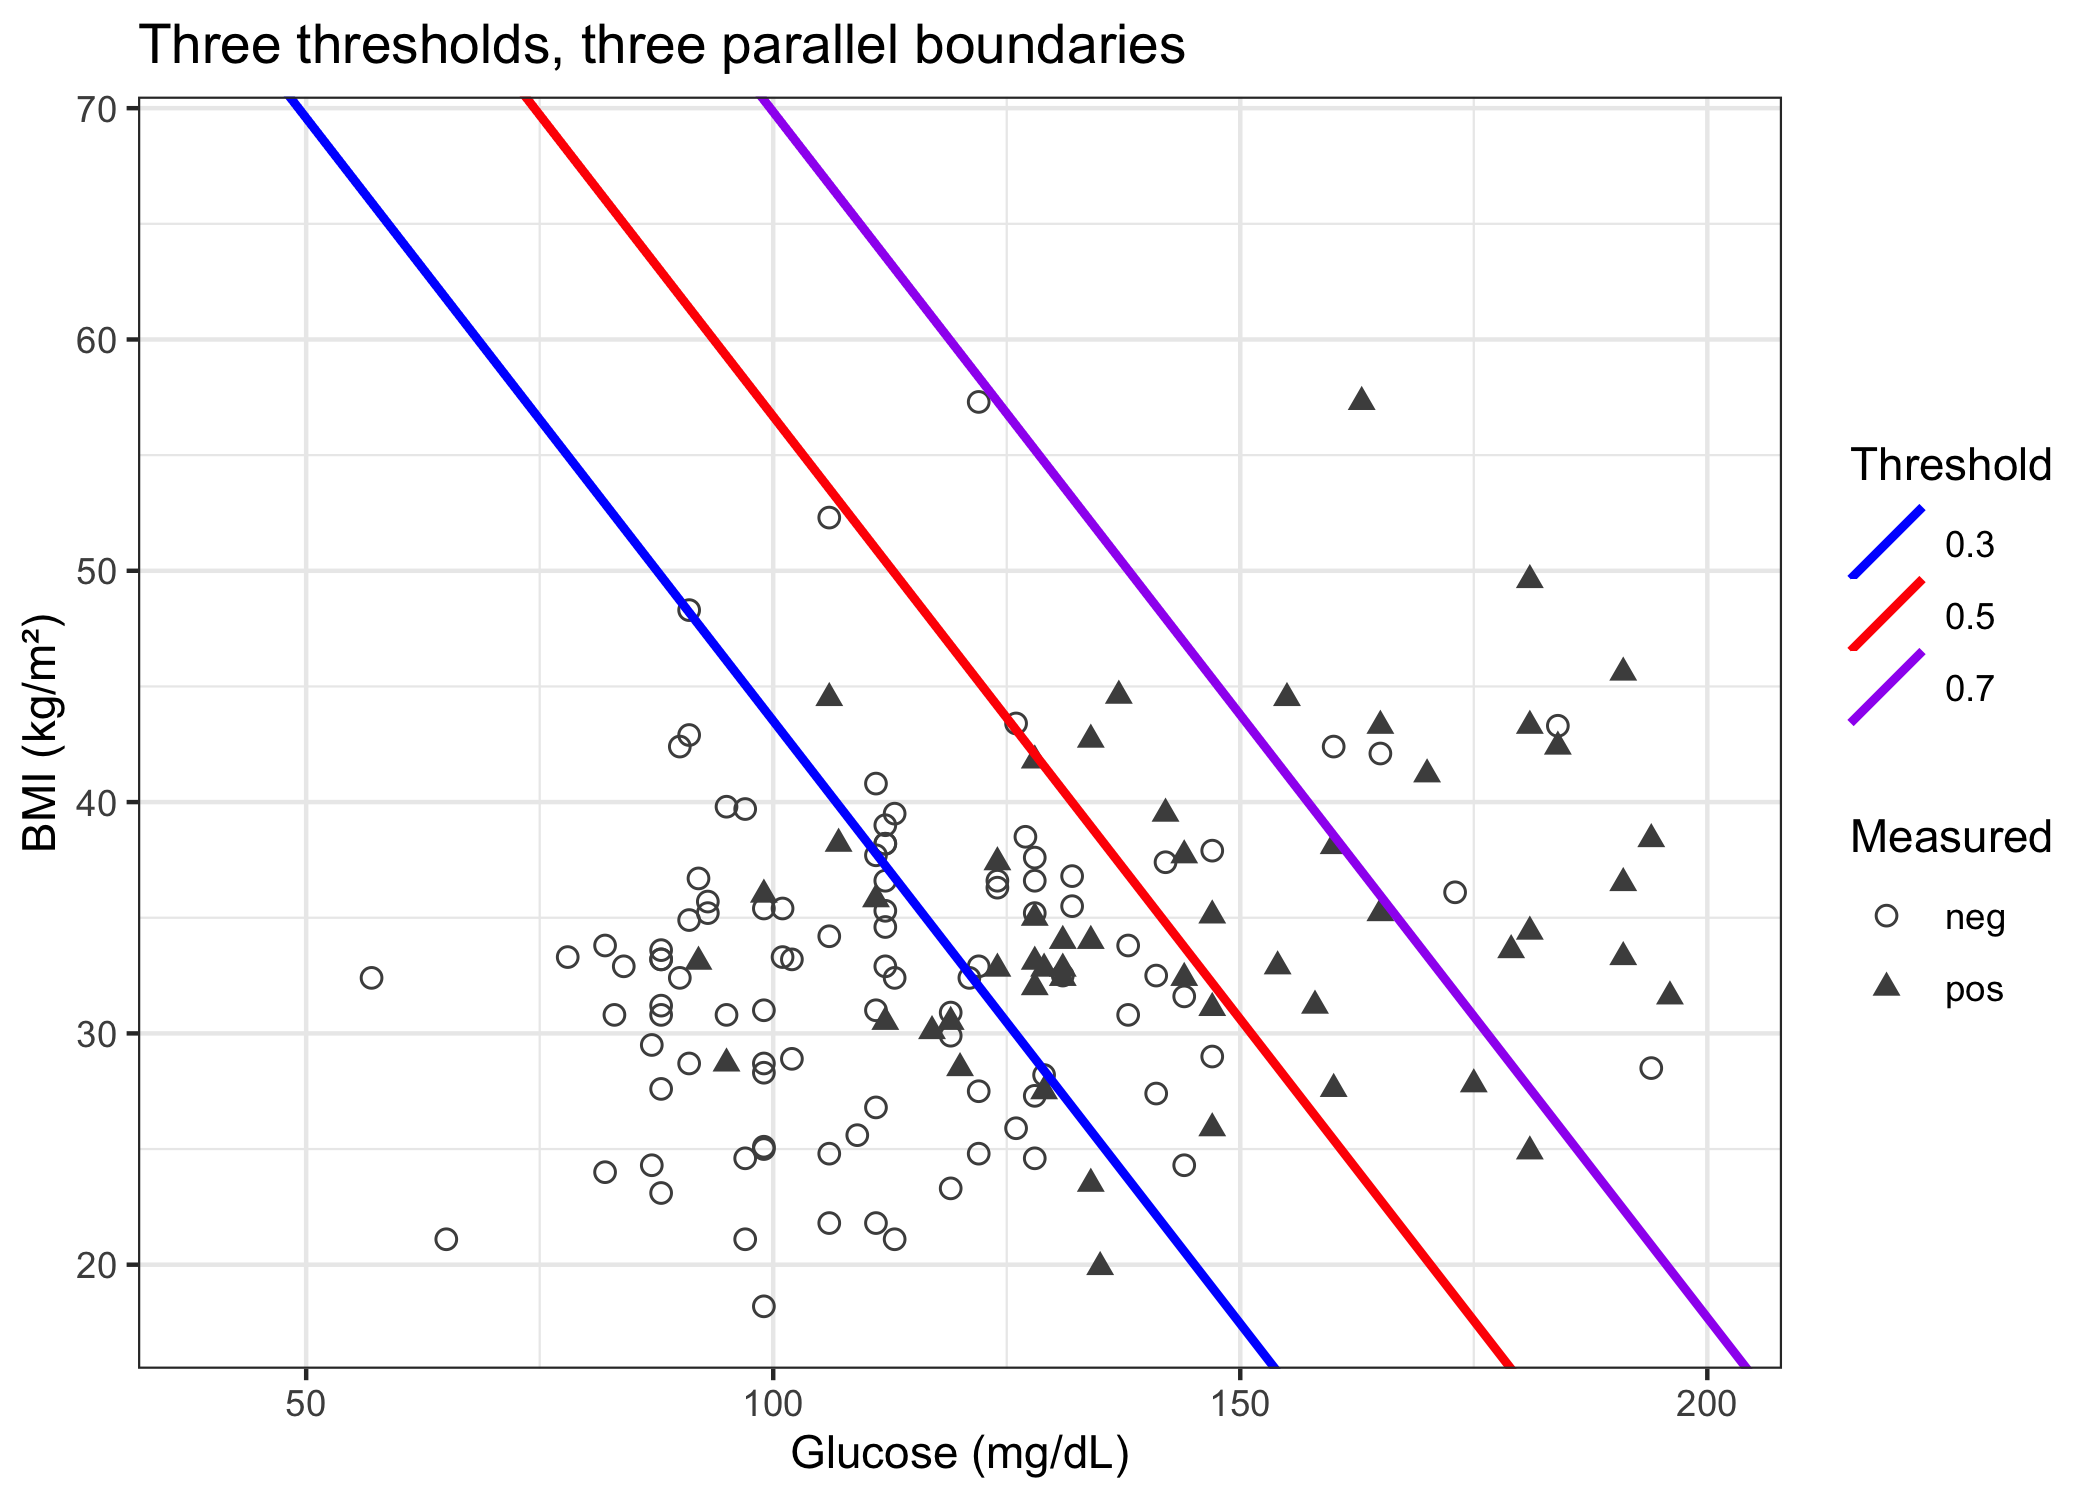 Three thresholds, three parallel boundaries
70
60
50
40
30
20
BMI (kg/m²)
50
100
150
200
Glucose (mg/dL)
Threshold
0.3
0.5
0.7
Measured
neg
pos